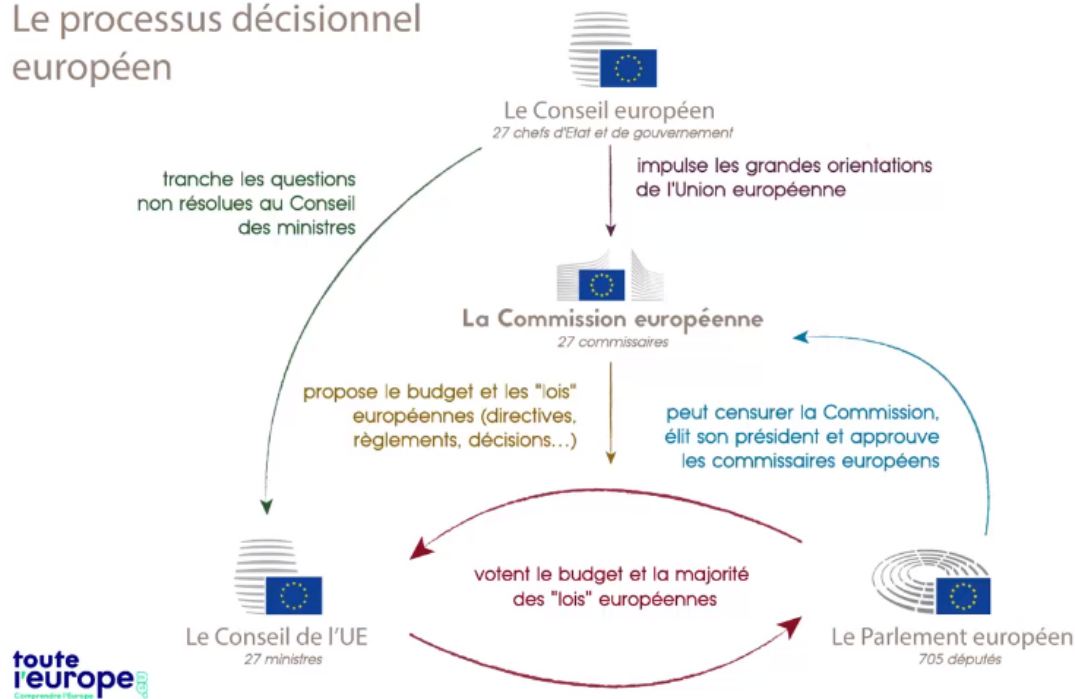 Le processus décisionnel
européen
Le Conseil européen
27 chefs d'Etat et de gouvernement
tranche les questions
non résolues au Conseil
des ministres
impulse les grandes orientations
de l'Union européenne
La Commission européenne
27 commissaires
propose le budget et les "lois"
européennes (directives,
règlements, décisions...)
peut censurer la Commission,
élit son président et approuve
les commissaires européens
votent le budget et la majorité
des "lois" européennes
Le Conseil de l'UE
27 ministres
Le Parlement européen
705 députés
toute
l'europe.eu
Comprendre l'Europe